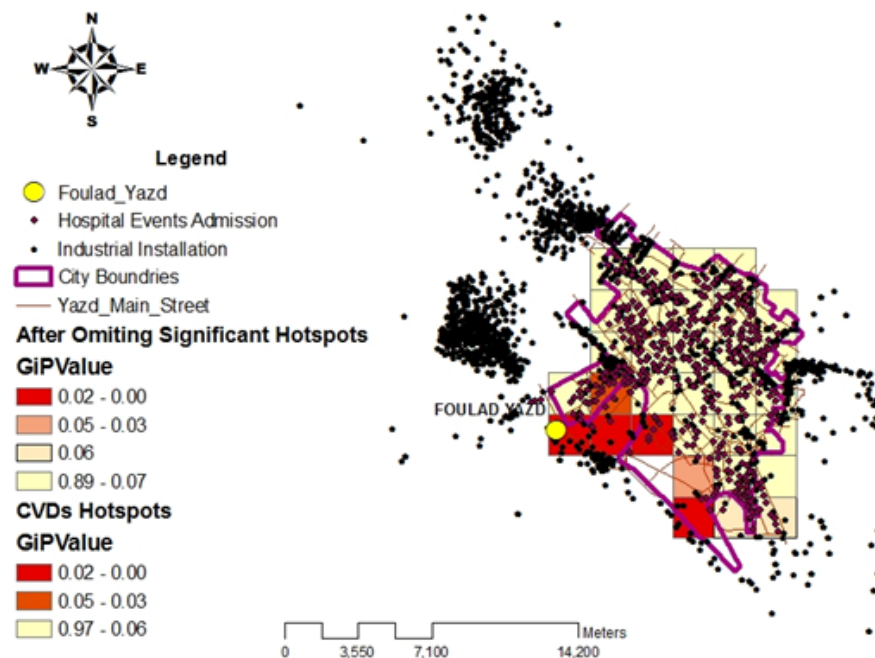 N
W E
S
Legend
Foulad_Yazd
Hospital Events Admission
Industrial Installation
City Boundries
Yazd_Main_Street
After Omiting Significant Hotspots
GiPValue
0.02 - 0.00
0.05 - 0.03
0.06
0.89 - 0.07
CVDs Hotspots
GiPValue
0.02 - 0.00
0.05 - 0.03
0.97 - 0.06
FOULAD YAZD
Meters
0 3,550 7,100 14,200